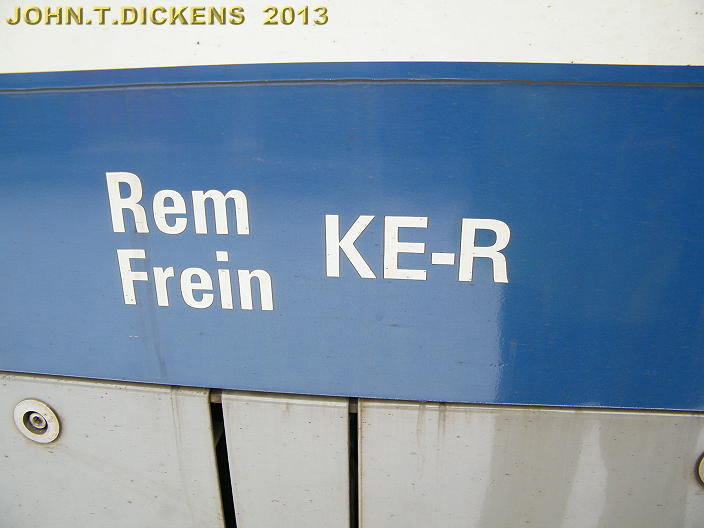 JOHN.T.DICKENS 2013
Rem
Frein
KE-R